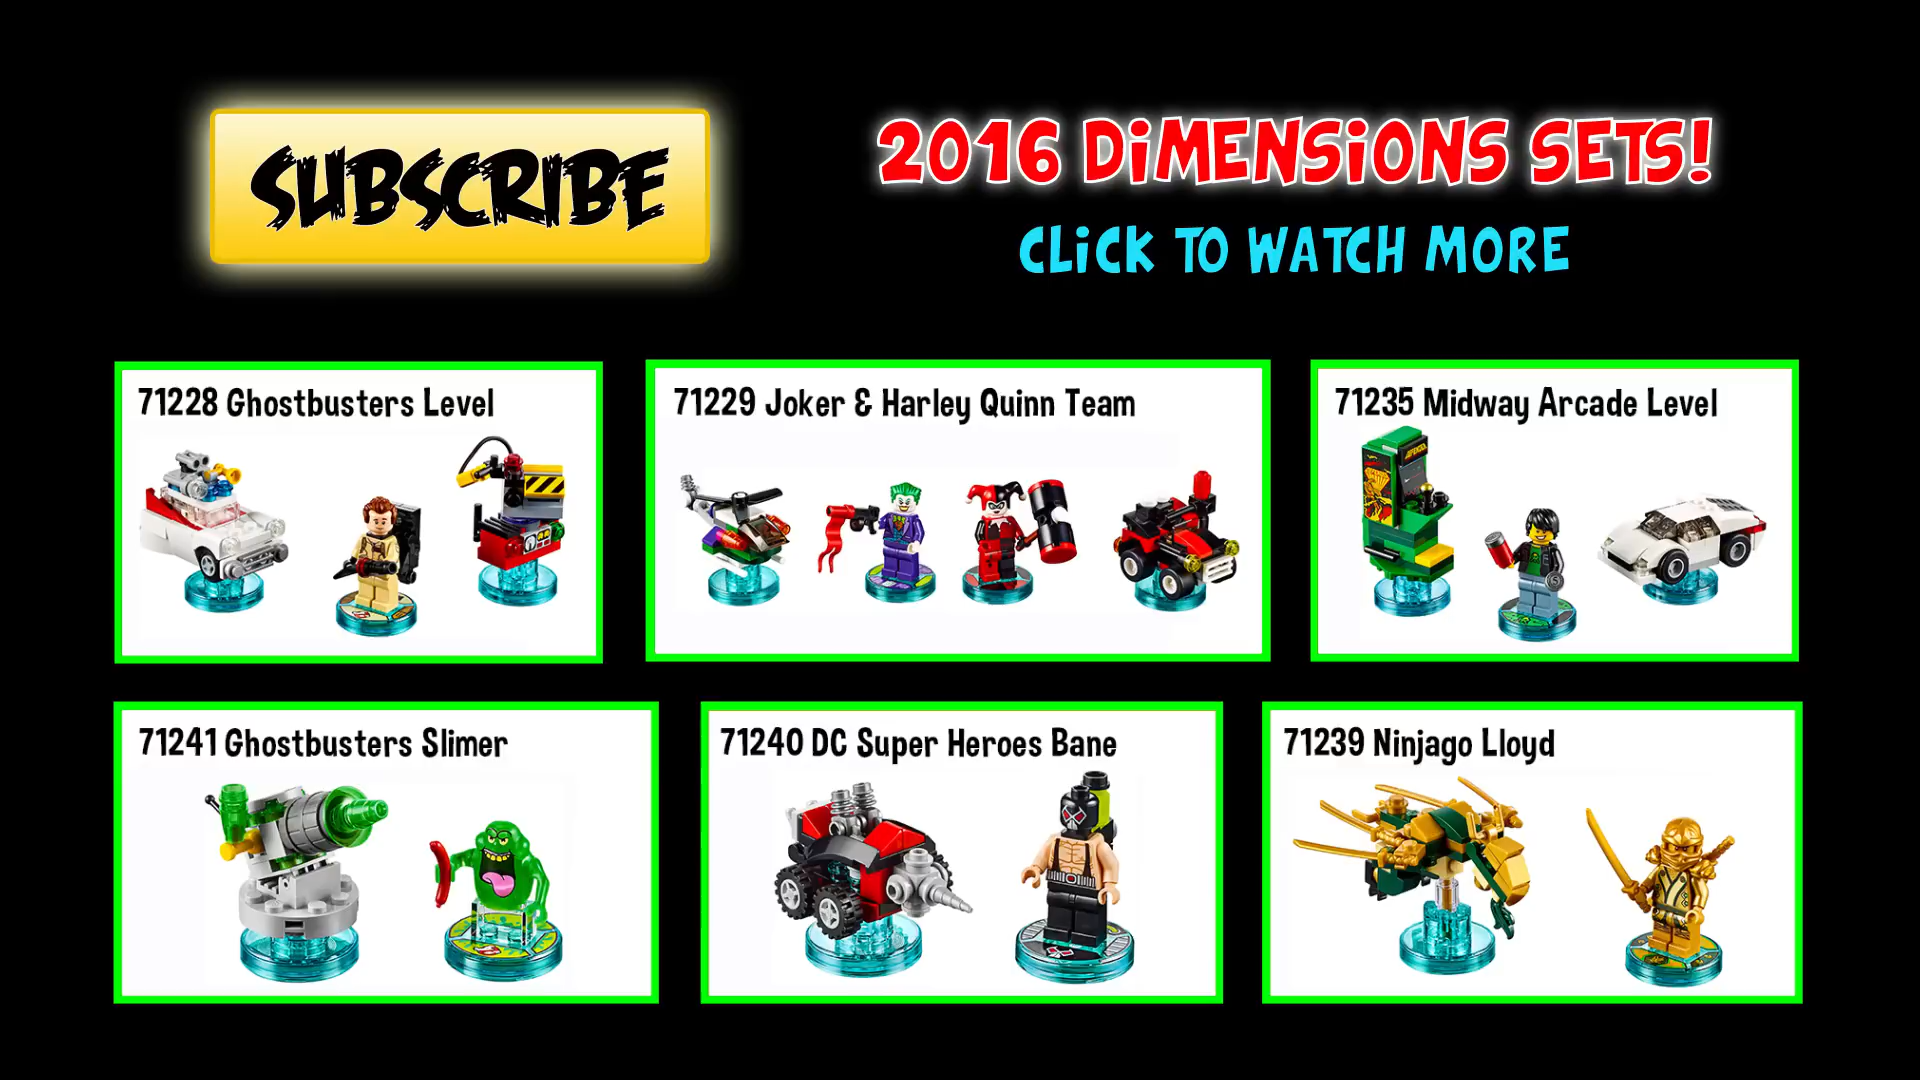 SUBSCRIBE
2016 DiMENSiONS SETS!
CLiCK TO WATCH MORE
71228 Ghostbusters Level
71229 Joker & Harley Quinn Team
71235 Midway Arcade Level
71241 Ghostbusters Slimer
71240 DC Super Heroes Bane
71239 Ninjago Lloyd